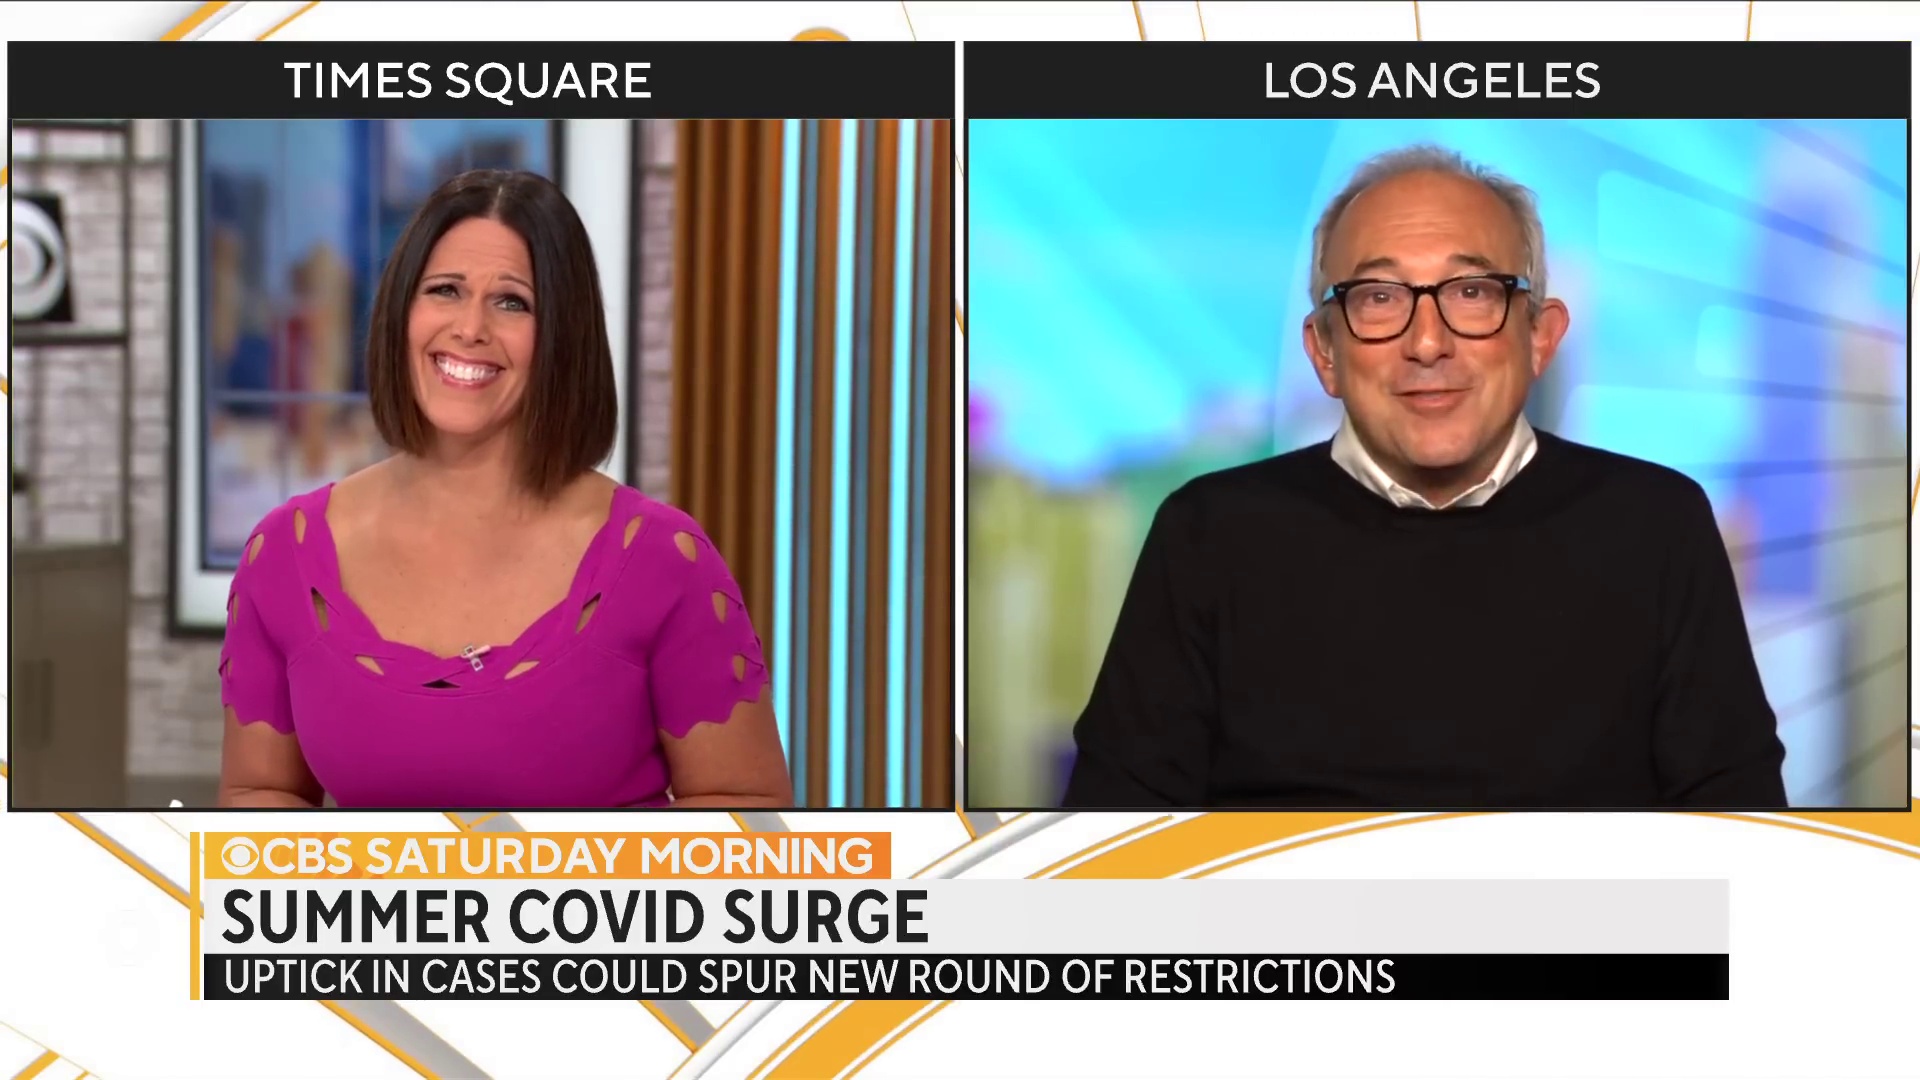 TIMES SQUARE
LOS ANGELES
CBS SATURDAY MORNING
SUMMER COVID SURGE
UPTICK IN CASES COULD SPUR NEW ROUND OF RESTRICTIONS